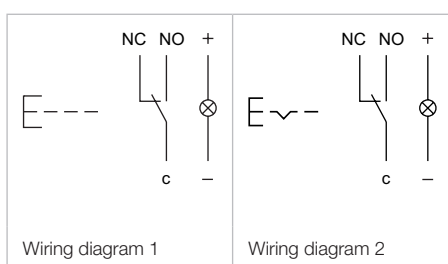 NC NO +
c −
Wiring diagram 1
NC NO +
c −
Wiring diagram 2